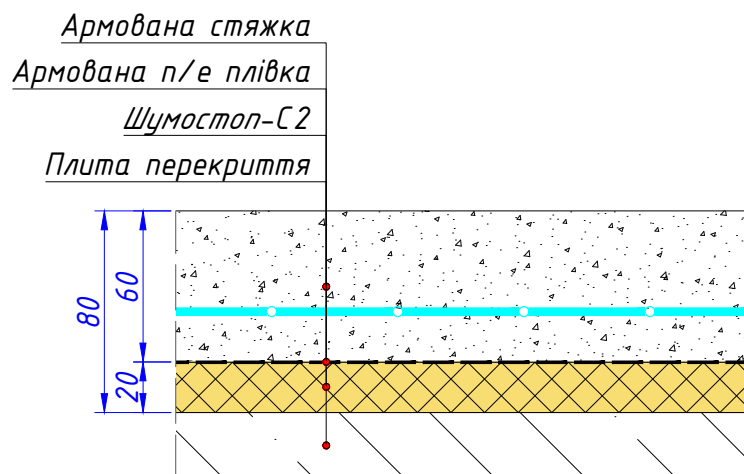 Армована стяжка
Армована п/е плівка
Шумостоп-С2
Плита перекриття
80
60
20